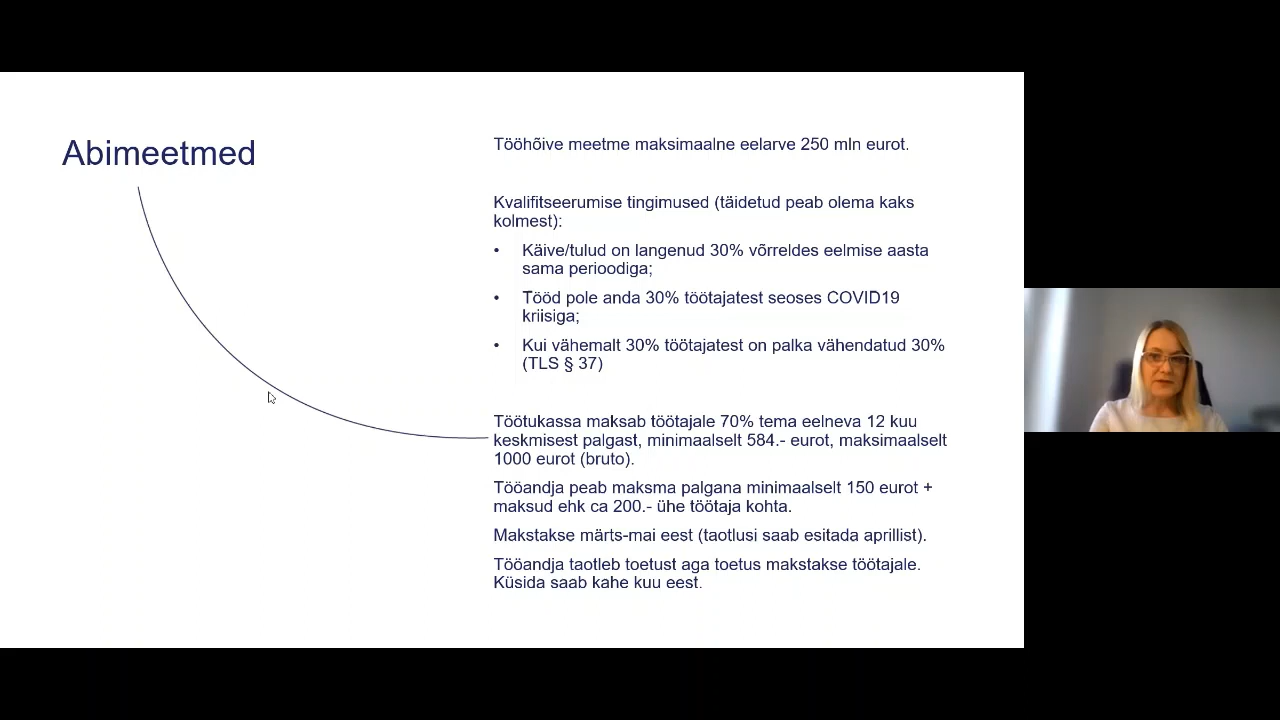 Abimeetmed
Tööhõive meetme maksimaalne eelarve 250 mln eurot.
Kvalifitseerumise tingimused (täidetud peab olema kaks
kolmest):
• Käive/tulud on langenud 30% võrreldes eelmise aasta
sama perioodiga;
• Tööd pole anda 30% töötajatest seoses COVID19
kriisiga;
• Kui vähemalt 30% töötajatest on palka vähendatud 30%
(TLS § 37)
Töötukassa maksab töötajale 70% tema eelneva 12 kuu
keskmisest palgast, minimaalselt 584.- eurot, maksimaalselt
1000 eurot (bruto).
Tööandja peab maksma palgana minimaalselt 150 eurot +
maksud ehk ca 200.- ühe töötaja kohta.
Makstakse märts-mai eest (taotlusi saab esitada aprillist).
Tööandja taotleb toetust aga toetus makstakse töötajale.
Küsida saab kahe kuu eest.